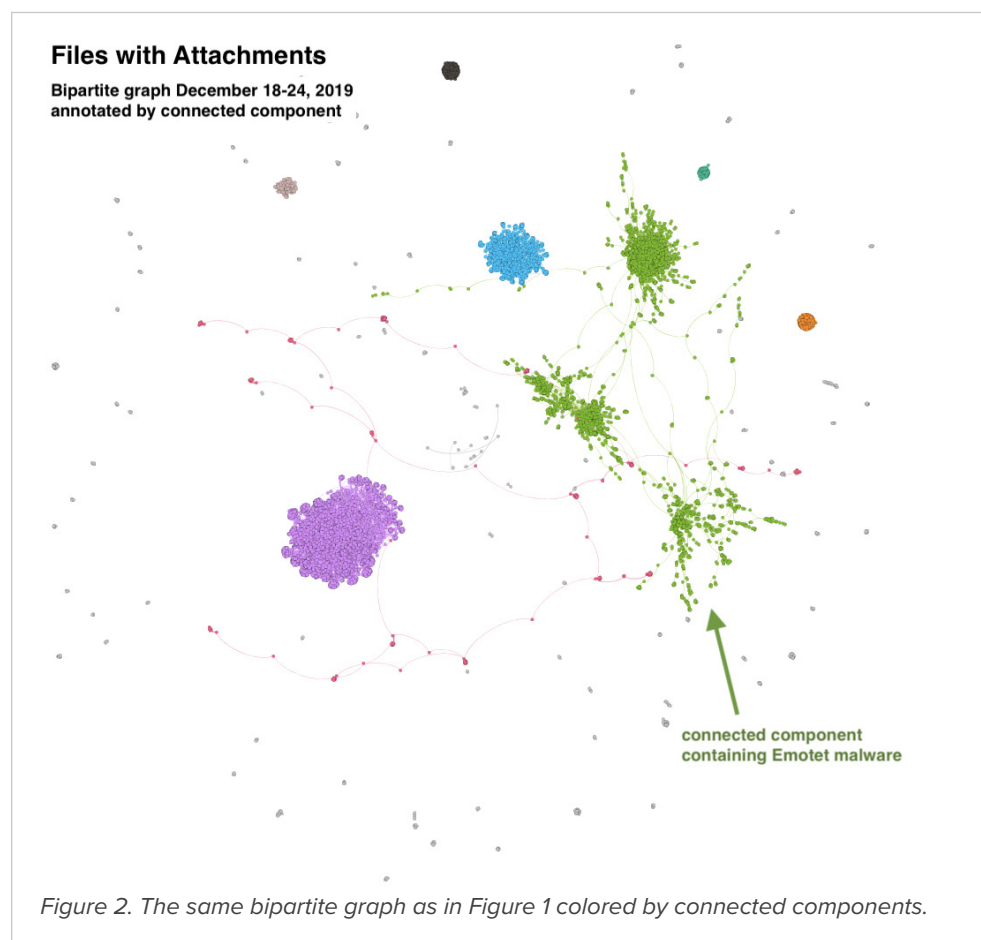 Files with Attachments
Bipartite graph December 18-24, 2019
annotated by connected component
connected component
containing Emotet malware
Figure 2. The same bipartite graph as in Figure 1 colored by connected components.